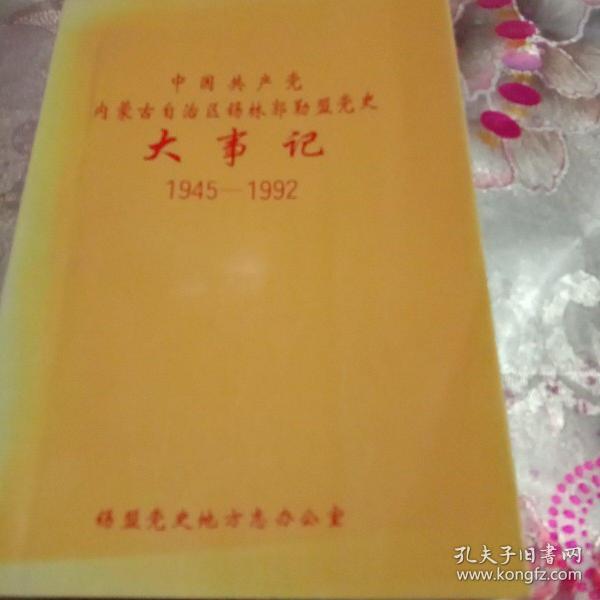 中国共产党
内蒙古自治区锡林郭勒盟党史
大事记
1945—1992
锡盟党史地方志办公室
孔夫子旧书网
www.kongfz.com